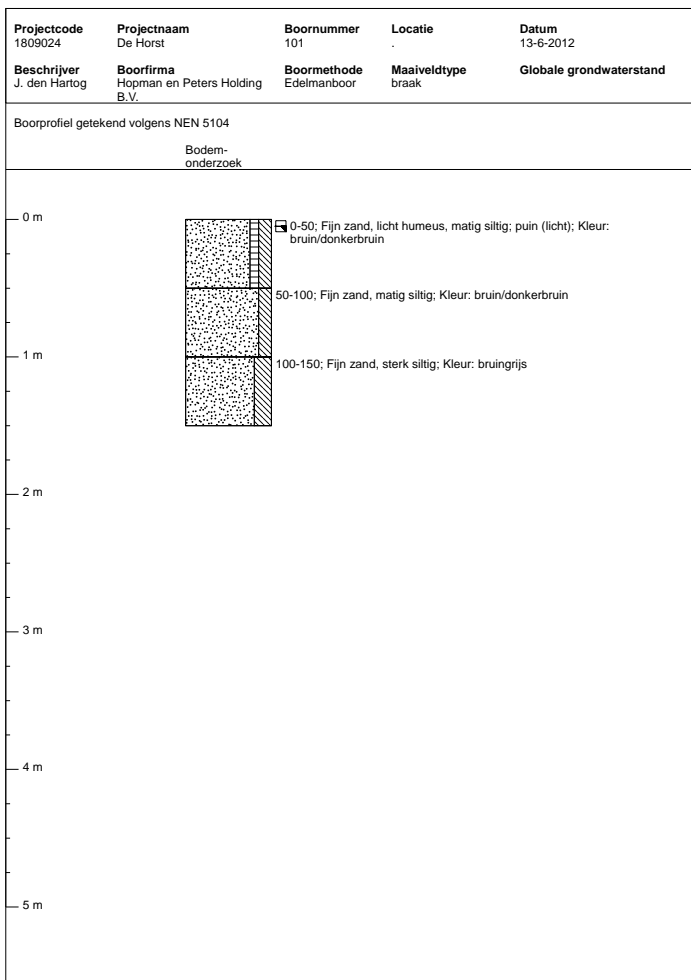 Projectcode Projectnaam Boornummer Locatie Datum
1809024 De Horst 101 . 13-6-2012
Beschrijver Boorfirma Boormethode Maaiveldtype Globale grondwaterstand
J. den Hartog Hopman en Peters Holding Edelmanboor braak
B.V.
Boorprofiel getekend volgens NEN 5104
Bodem-
onderzoek
0 m
0-50; Fijn zand, licht humeus, matig siltig; puin (licht); Kleur:
bruin/donkerbruin
50-100; Fijn zand, matig siltig; Kleur: bruin/donkerbruin
1 m
100-150; Fijn zand, sterk siltig; Kleur: bruingrijs
2 m
3 m
4 m
5 m